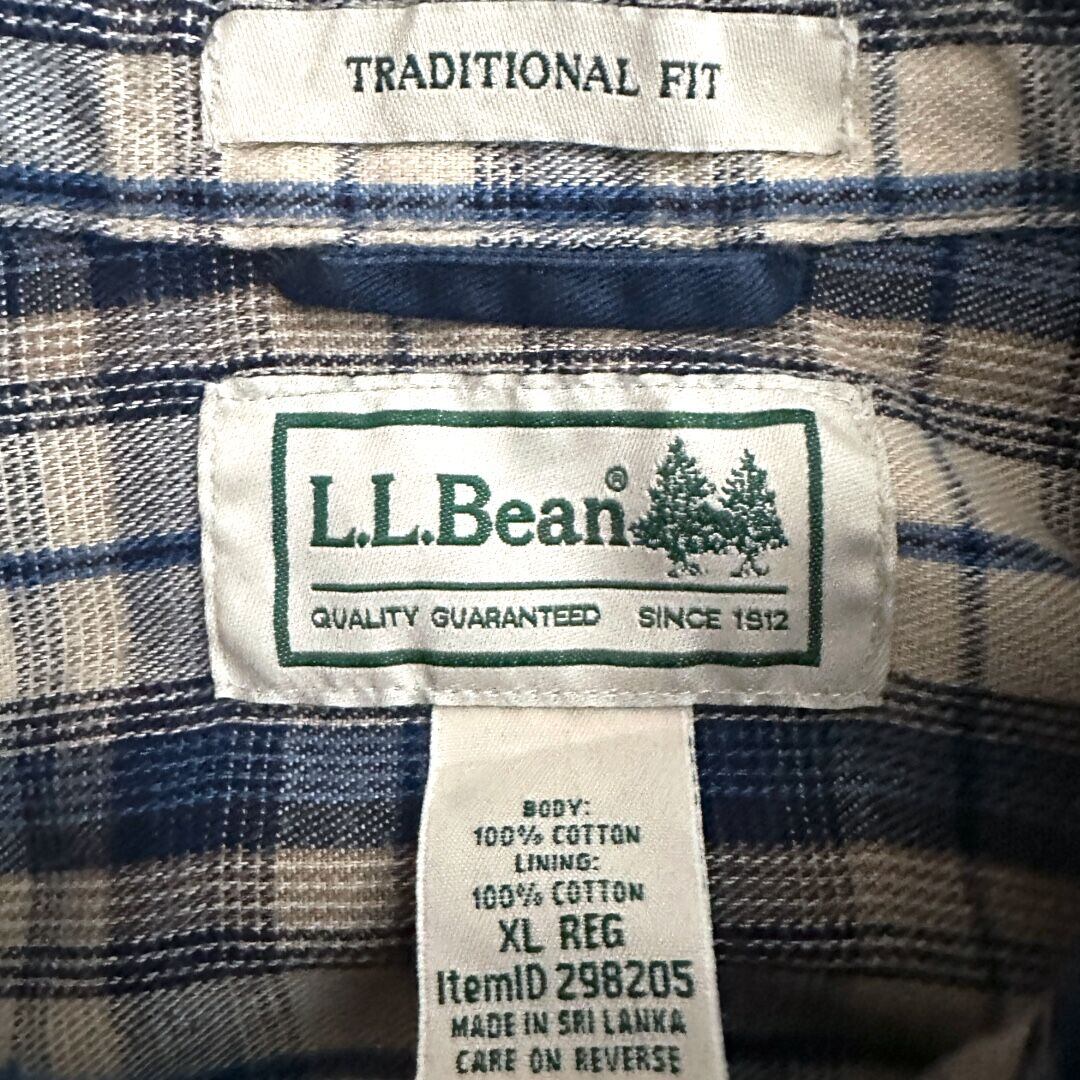 TRADITIONAL FIT
L.L.Bean®
QUALITY GUARANTEED SINCE 1912
BODY:
100% COTTON
LINING:
100% COTTON
XL REG
ItemID 298205
MADE IN SRI LANKA
CARE ON REVERSE